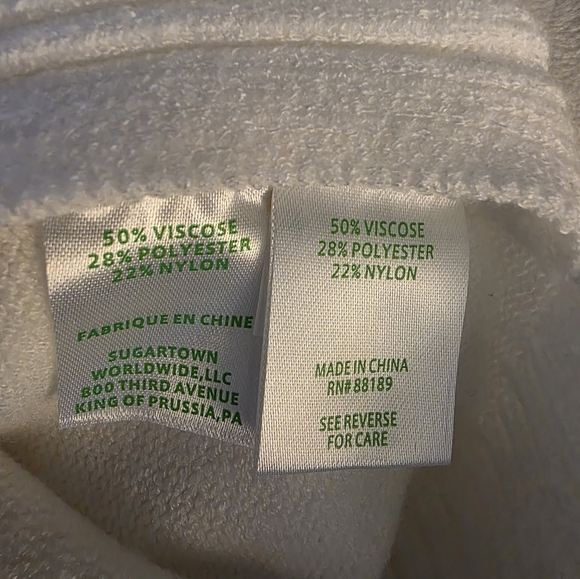 50% VISCOSE
28% POLYESTER
22% NYLON
FABRIQUE EN CHINE
SUGARTOWN
WORLDWIDE,LLC
800 THIRD AVENUE
KING OF PRUSSIA,PA
50% VISCOSE
28% POLYESTER
22% NYLON
MADE IN CHINA
RN# 88189
SEE REVERSE
FOR CARE